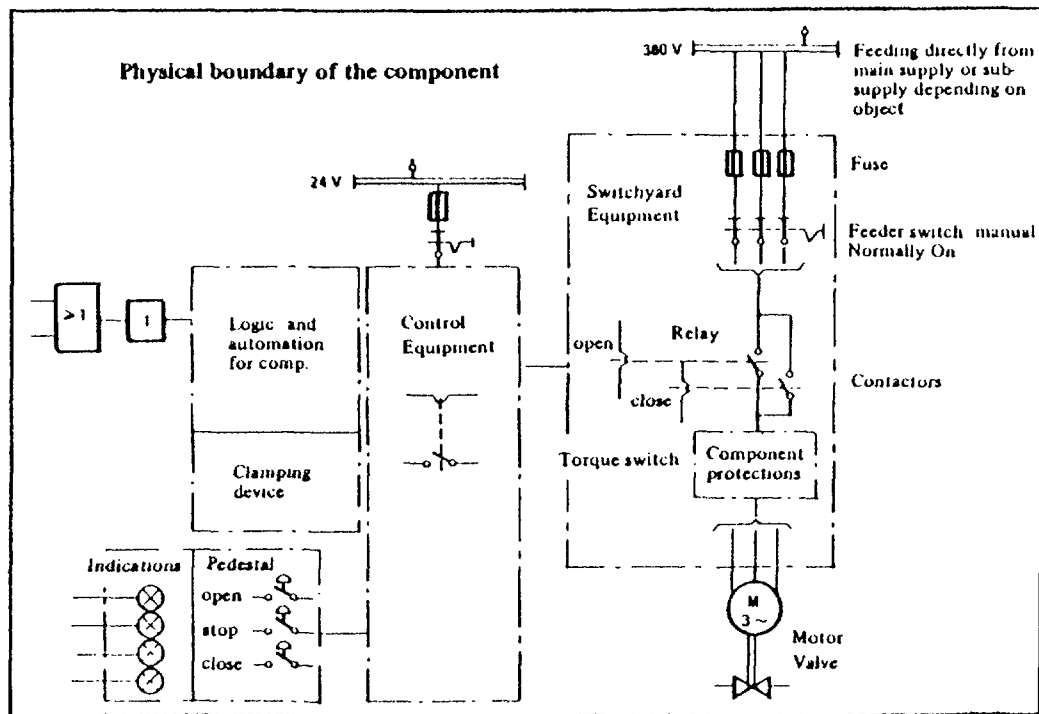 Physical boundary of the component
380 V
Feeding directly from
main supply or sub-
supply depending on
object
Fuse
24 V
Switchyard
Equipment
Feeder switch manual
Normally On
≥1
1
Logic and
automation
for comp.
Control
Equipment
open
Relay
close
Contactors
Clamping
device
Torque switch
Component
protections
Indications
Pedestal
open
stop
close
M
3~
Motor
Valve